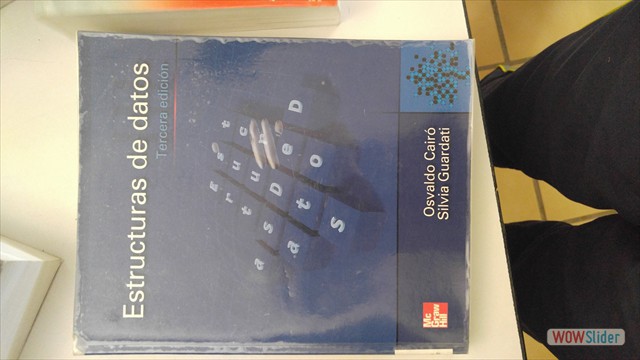 Estructuras de datos
Tercera edición
Osvaldo Cairó
Silvia Guardati
Mc
Graw
Hill
WOWSlider